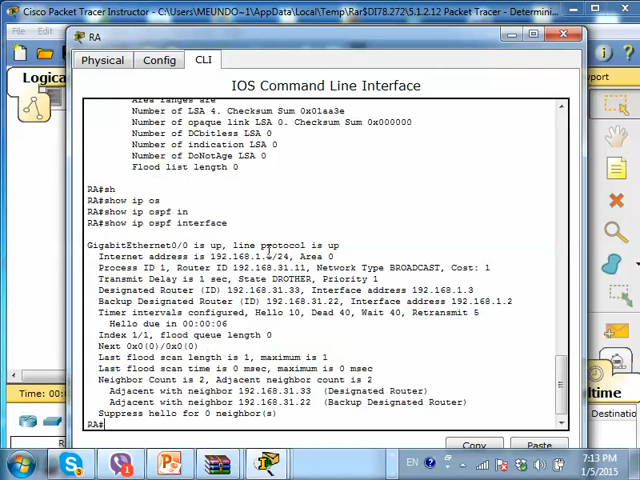 Cisco Packet Tracer Instructor - C:\Users\MEUNDO~1\AppData\Local\Temp\Rar$DI78.272\5.1.2.12 Packet Tracer - Determini
File
RA
Physical
Config
CLI
Logica
port
IOS Command Line Interface
Area ranges are
Number of LSA 4. Checksum Sum 0x01aa3e
Number of opaque link LSA 0. Checksum Sum 0x000000
Number of DCbitless LSA 0
Number of indication LSA 0
Number of DoNotAge LSA 0
Flood list length 0
RA#sh
RA#show ip os
RA#show ip ospf in
RA#show ip ospf interface
GigabitEthernet0/0 is up, line protocol is up
Internet address is 192.168.1.1/24, Area 0
Process ID 1, Router ID 192.168.31.11, Network Type BROADCAST, Cost: 1
Transmit Delay is 1 sec, State DROTHER, Priority 1
Designated Router (ID) 192.168.31.33, Interface address 192.168.1.3
Backup Designated Router (ID) 192.168.31.22, Interface address 192.168.1.2
Timer intervals configured, Hello 10, Dead 40, Wait 40, Retransmit 5
Hello due in 00:00:06
Index 1/1, flood queue length 0
Next 0x0(0)/0x0(0)
Last flood scan length is 1, maximum is 1
Last flood scan time is 0 msec, maximum is 0 msec
Neighbor Count is 2, Adjacent neighbor count is 2
Adjacent with neighbor 192.168.31.33 (Designated Router)
Adjacent with neighbor 192.168.31.22 (Backup Designated Router)
Suppress hello for 0 neighbor(s)
RA#
Time: 00:
ltime
Destinatio
Copy
Paste
EN
7:13 PM
1/5/2015